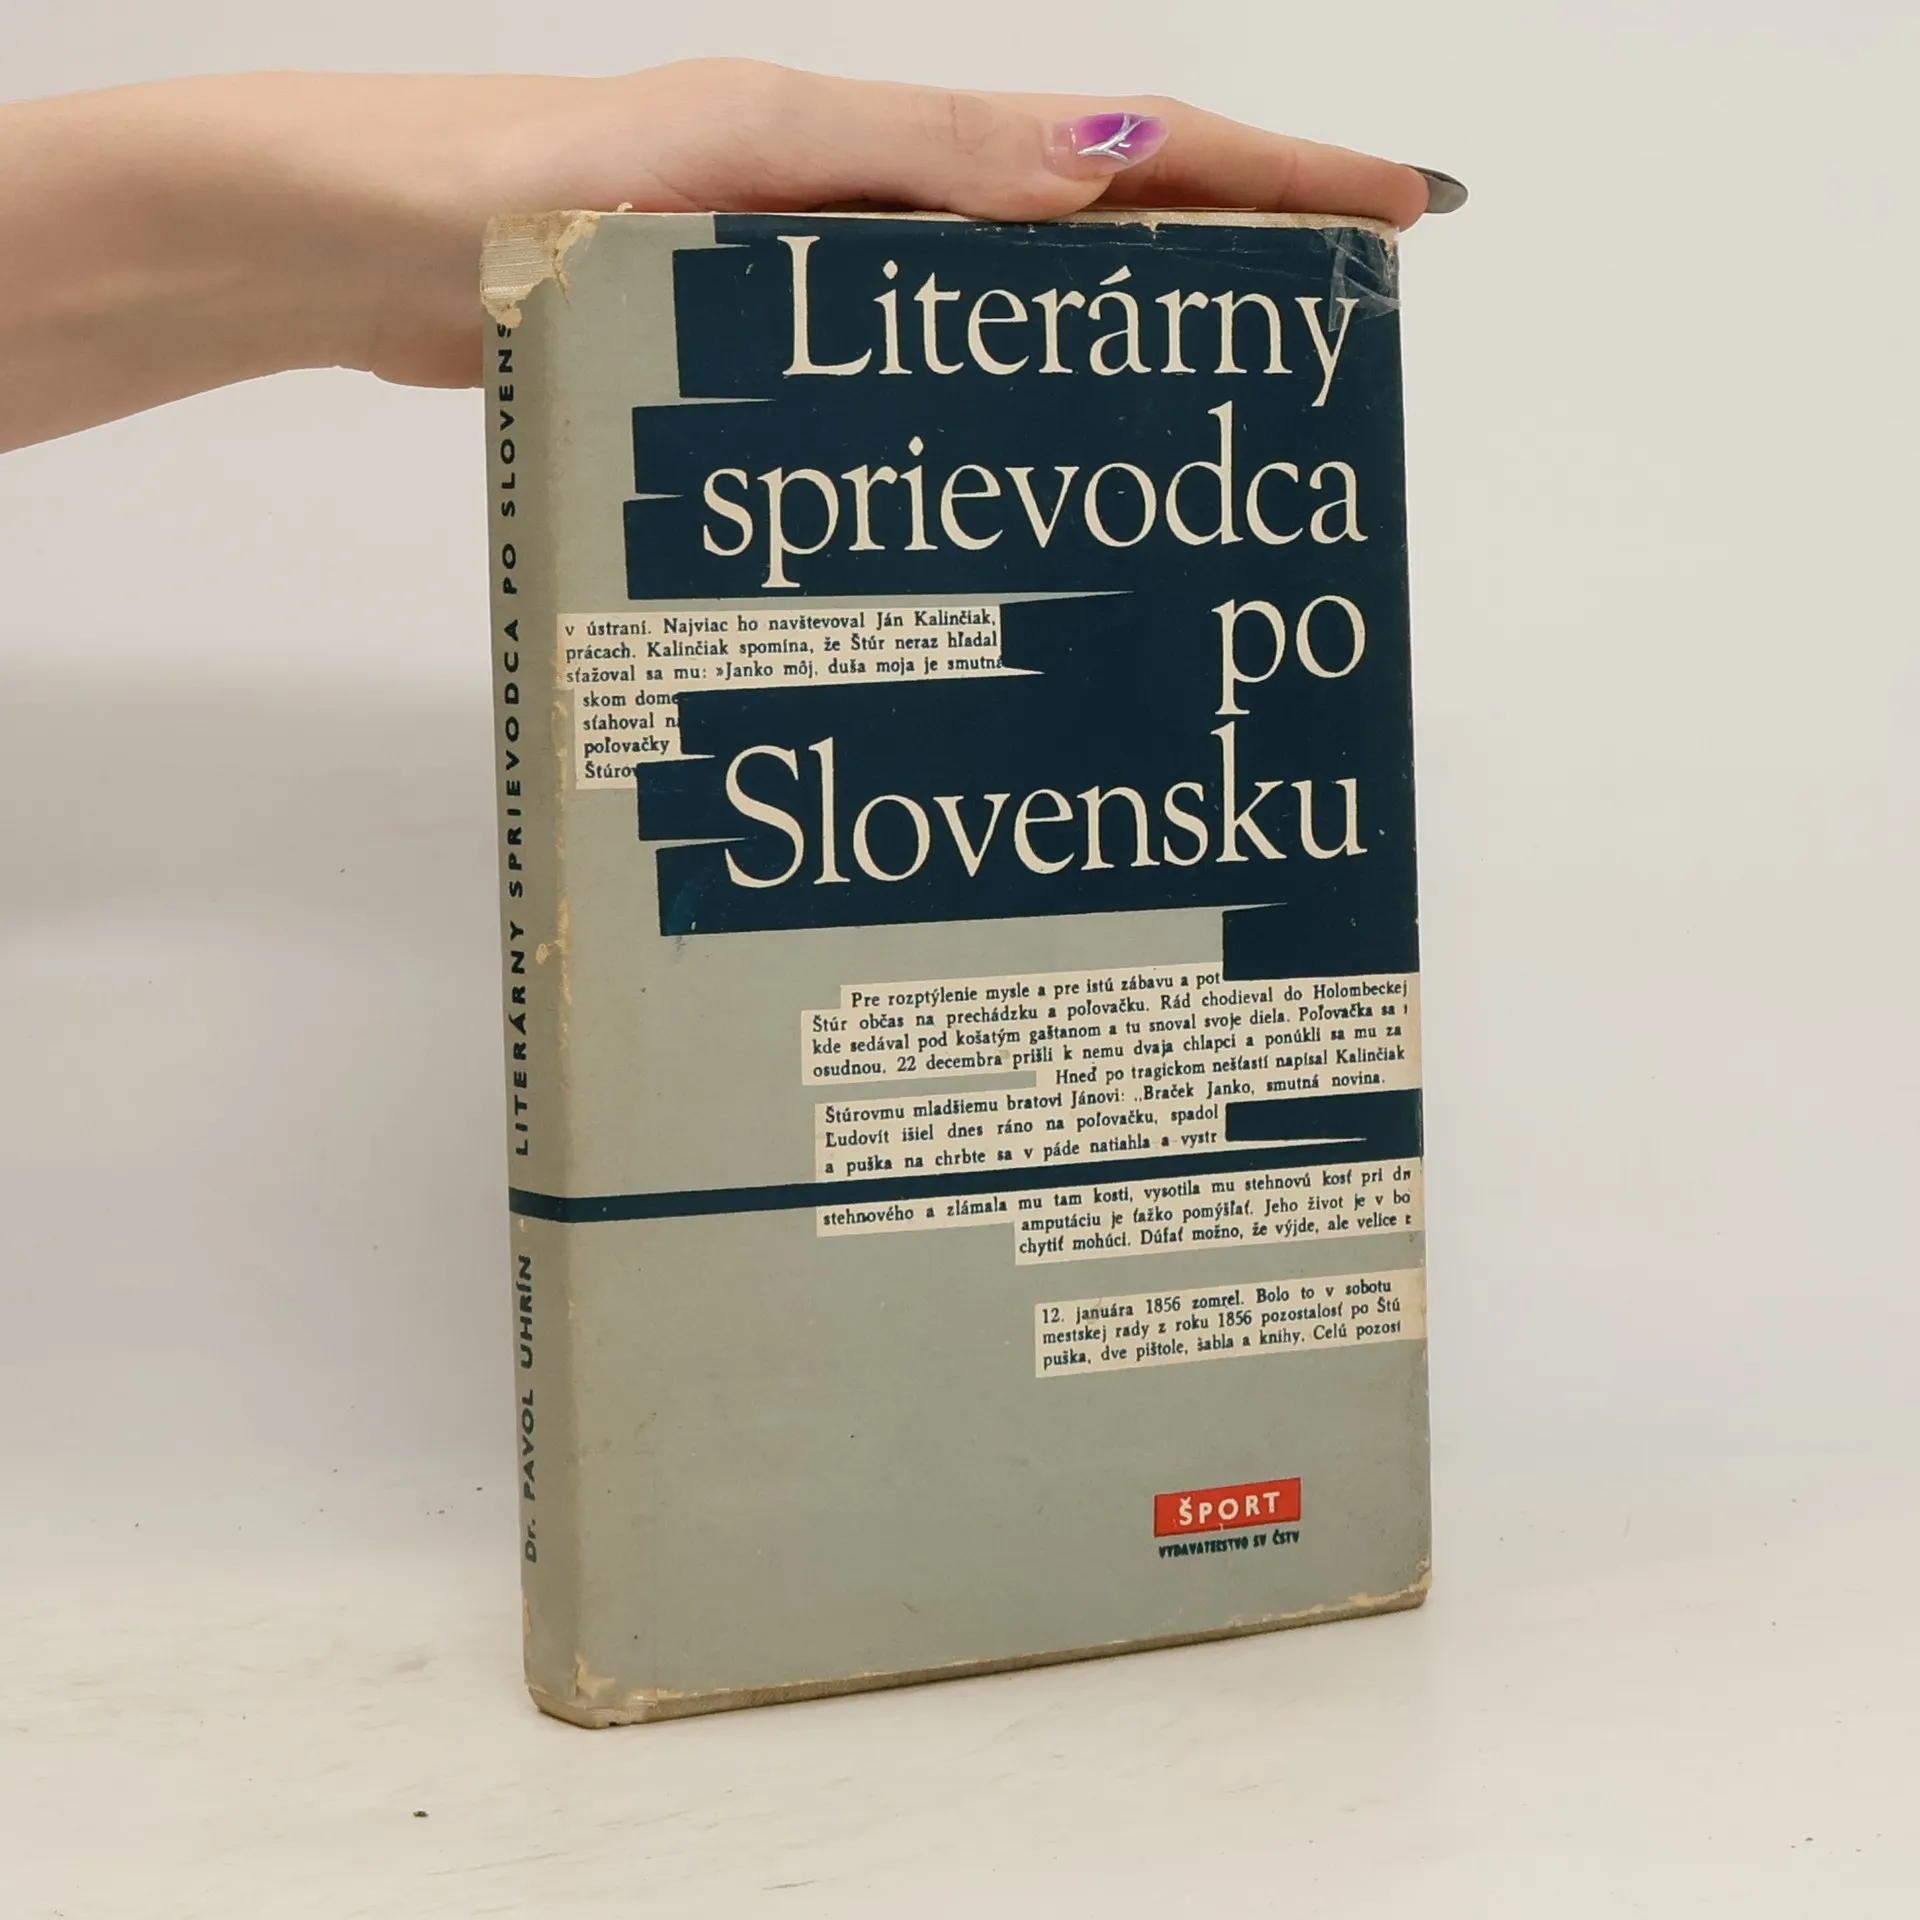 Literárny
sprievodca
po
Slovensku
v ústraní. Najviac ho navštevoval Ján Kalinčiak,
prácach. Kalinčiak spomína, že Štúr neraz hľadal
sťažoval sa mu: »Janko môj, duša moja je smutná
skom dome
sťahoval na
poľovačky
Štúrov
Pre rozptýlenie mysle a pre istú zábavu a pot
Štúr občas na prechádzku a poľovačku. Rád chodieval do Holombeckej
kde sedával pod košatým gaštanom a tu snoval svoje diela. Poľovačka sa
osudnou. 22 decembra prišli k nemu dvaja chlapci a ponúkli sa mu za
Hneď po tragickom nešťastí napísal Kalinčiak
Štúrovmu mladšiemu bratovi Jánovi: „Braček Janko, smutná novina.
Ľudovít išiel dnes ráno na poľovačku, spadol
a puška na chrbte sa v páde natiahla a vystr
stehnového a zlámala mu tam kosti, vysotila mu stehnovú kosť pri
amputáciu je ťažko pomýšľať. Jeho život je v bo
chytiť mohúci. Dúfať možno, že výjde, ale velice
12. januára 1856 zomrel. Bolo to v sobotu
mestskej rady z roku 1856 pozostalosť po Štú
puška, dve pištole, šabla a knihy. Celú pozost
ŠPORT
VYDAVATEĽSTVO SV ČSTV
Dr. PAVOL UHRÍN LITERÁRNY SPRIEVODCA PO SLOVENS